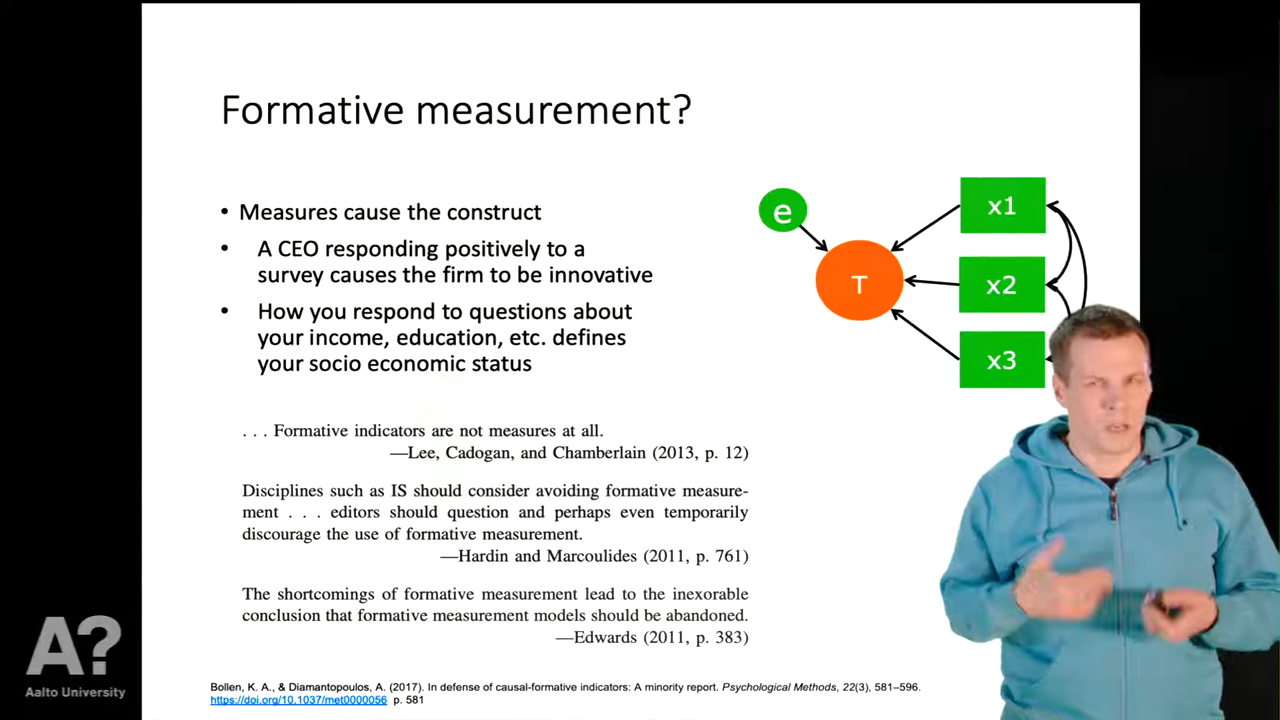 Formative measurement?
• Measures cause the construct
• A CEO responding positively to a
survey causes the firm to be innovative
• How you respond to questions about
your income, education, etc. defines
your socio economic status
e
T
x1
x2
x3
. . . Formative indicators are not measures at all.
—Lee, Cadogan, and Chamberlain (2013, p. 12)
Disciplines such as IS should consider avoiding formative measure-
ment . . . editors should question and perhaps even temporarily
discourage the use of formative measurement.
—Hardin and Marcoulides (2011, p. 761)
The shortcomings of formative measurement lead to the inexorable
conclusion that formative measurement models should be abandoned.
—Edwards (2011, p. 383)
A?
Aalto University
Bollen, K. A., & Diamantopoulos, A. (2017). In defense of causal-formative indicators: A minority report. Psychological Methods, 22(3), 581–596.
https://doi.org/10.1037/met0000056 p. 581